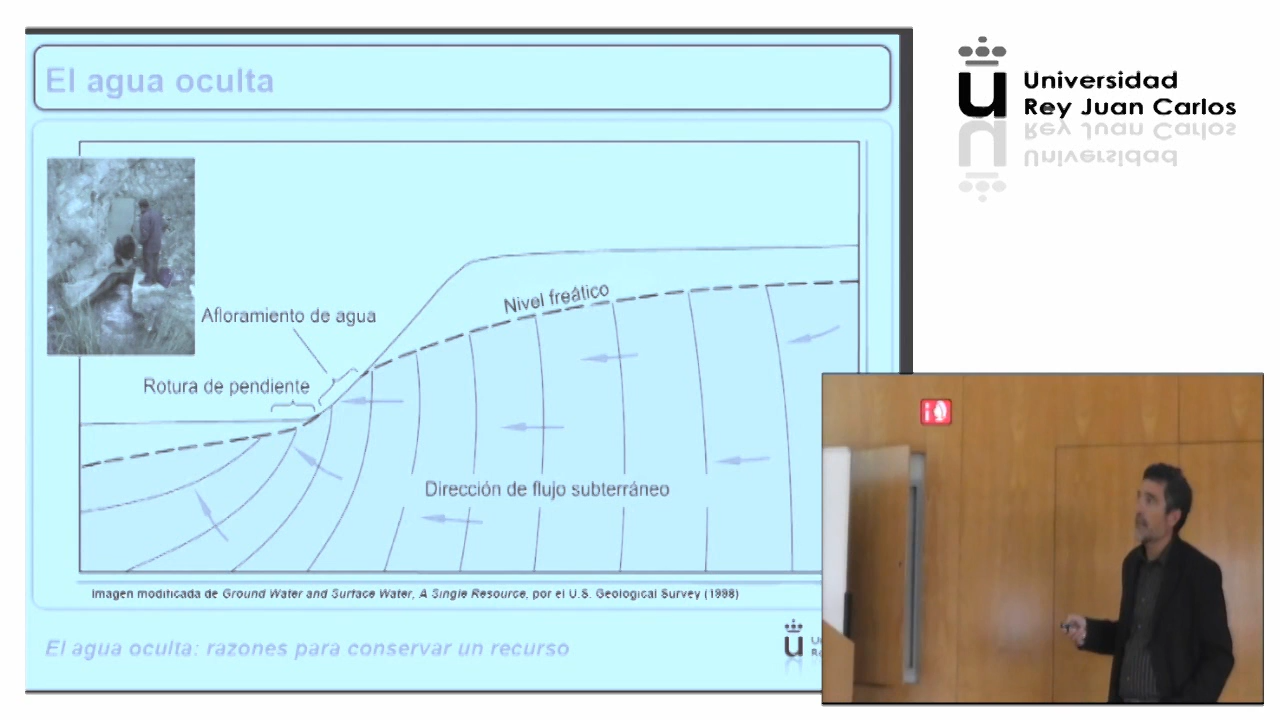 El agua oculta
Universidad
Rey Juan Carlos
Rey Juan Carlos
Universidad
Nivel freático
Afloramiento de agua
Rotura de pendiente
Dirección de flujo subterráneo
Imagen modificada de Ground Water and Surface Water, A Single Resource, por el U.S. Geological Survey (1998)
El agua oculta: razones para conservar un recurso